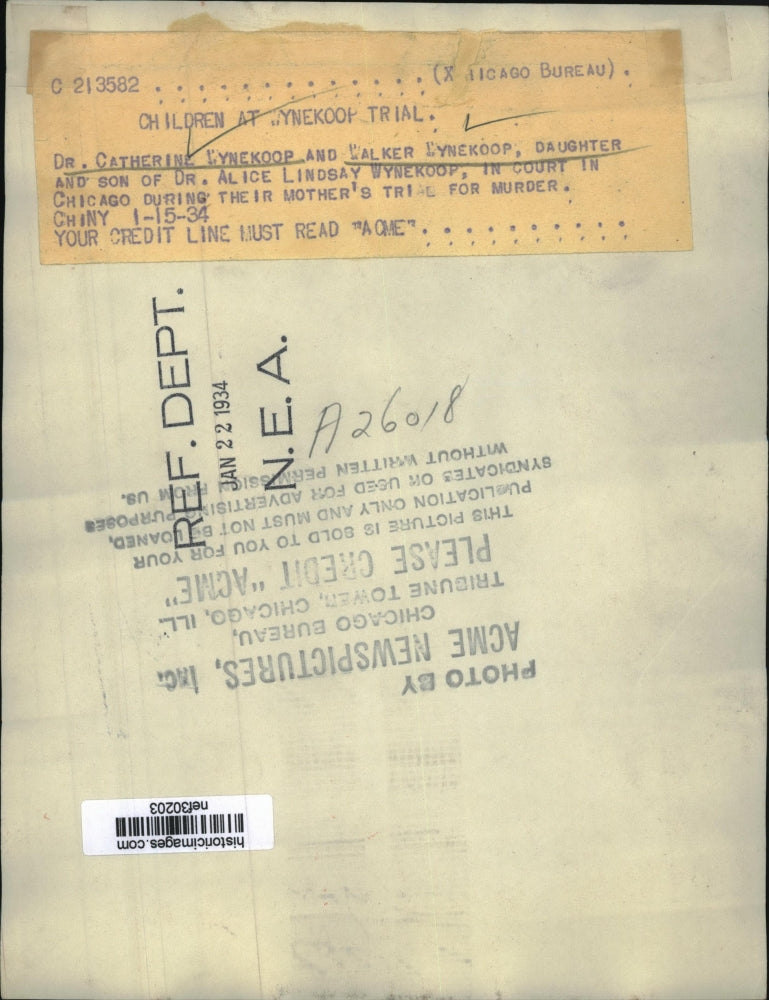 C 213582 . . . . . . . . . . . . . (X HICAGO BUREAU) .
CHILDREN AT WYNEKOOP TRIAL.
DR. CATHERINE WYNEKOOP AND WALKER WYNEKOOP, DAUGHTER
AND SON OF DR. ALICE LINDSAY WYNEKOOP, IN COURT IN
CHICAGO DURING THEIR MOTHER'S TRIAL FOR MURDER.
CHINY 1-15-34
YOUR CREDIT LINE MUST READ "ACME". . . . . . . . . . .
REF. DEPT.
JAN 22 1934
N.E.A.
A26018
PHOTO BY
ACME NEWSPICTURES, INC.
CHICAGO BUREAU,
TRIBUNE TOWER, CHICAGO, ILL.
PLEASE CREDIT "ACME"
THIS PICTURE IS SOLD TO YOU FOR YOUR
PUBLICATION ONLY AND MUST NOT BE LOANED,
SYNDICATED OR USED FOR ADVERTISING PURPOSES
WITHOUT WRITTEN PERMISSION FROM US.
historicimages.com
nef30203